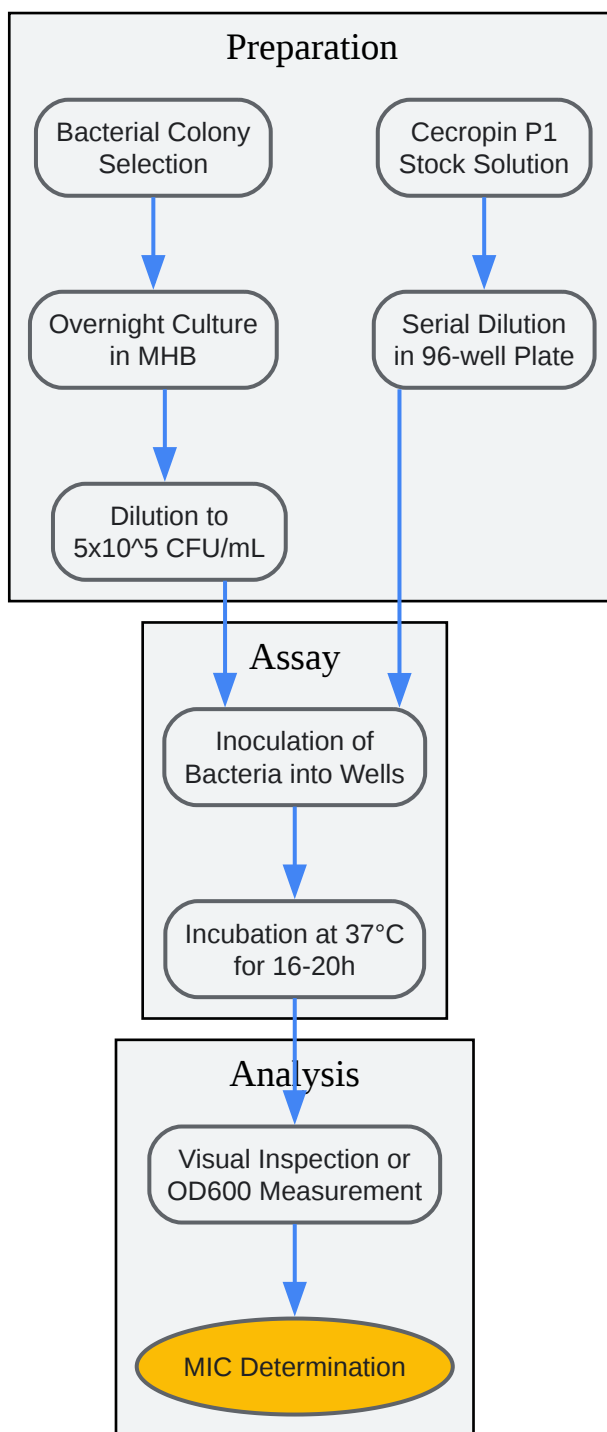 Preparation
Bacterial Colony
Selection
Cecropin P1
Stock Solution
Overnight Culture
in MHB
Serial Dilution
in 96-well Plate
Dilution to
5x10^5 CFU/mL
Assay
Inoculation of
Bacteria into Wells
Incubation at 37°C
for 16-20h
Analysis
Visual Inspection or
OD600 Measurement
MIC Determination